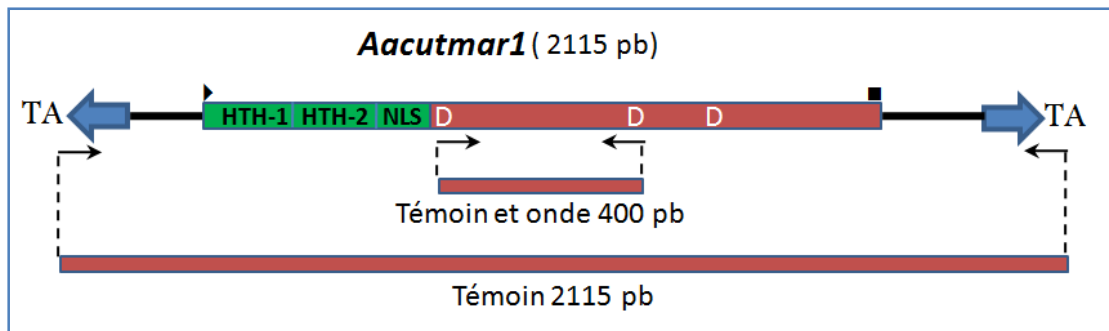 Aacutmar1 ( 2115 pb)
TA HTH-1 HTH-2 NLS D D D TA
Témoin et onde 400 pb
Témoin 2115 pb